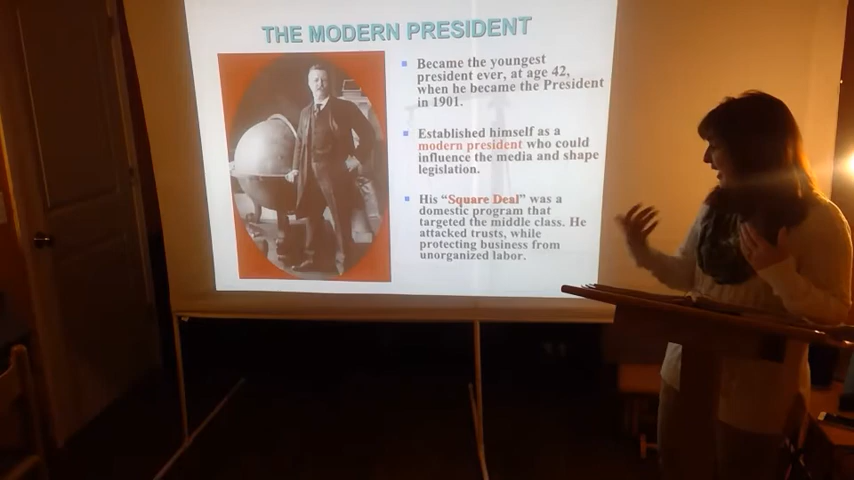 THE MODERN PRESIDENT
Became the youngest
president ever, at age 42,
when he became the President
in 1901.
Established himself as a
modern president who could
influence the media and shape
legislation.
His “Square Deal” was a
domestic program that
targeted the middle class. He
attacked trusts, while
protecting business from
unorganized labor.